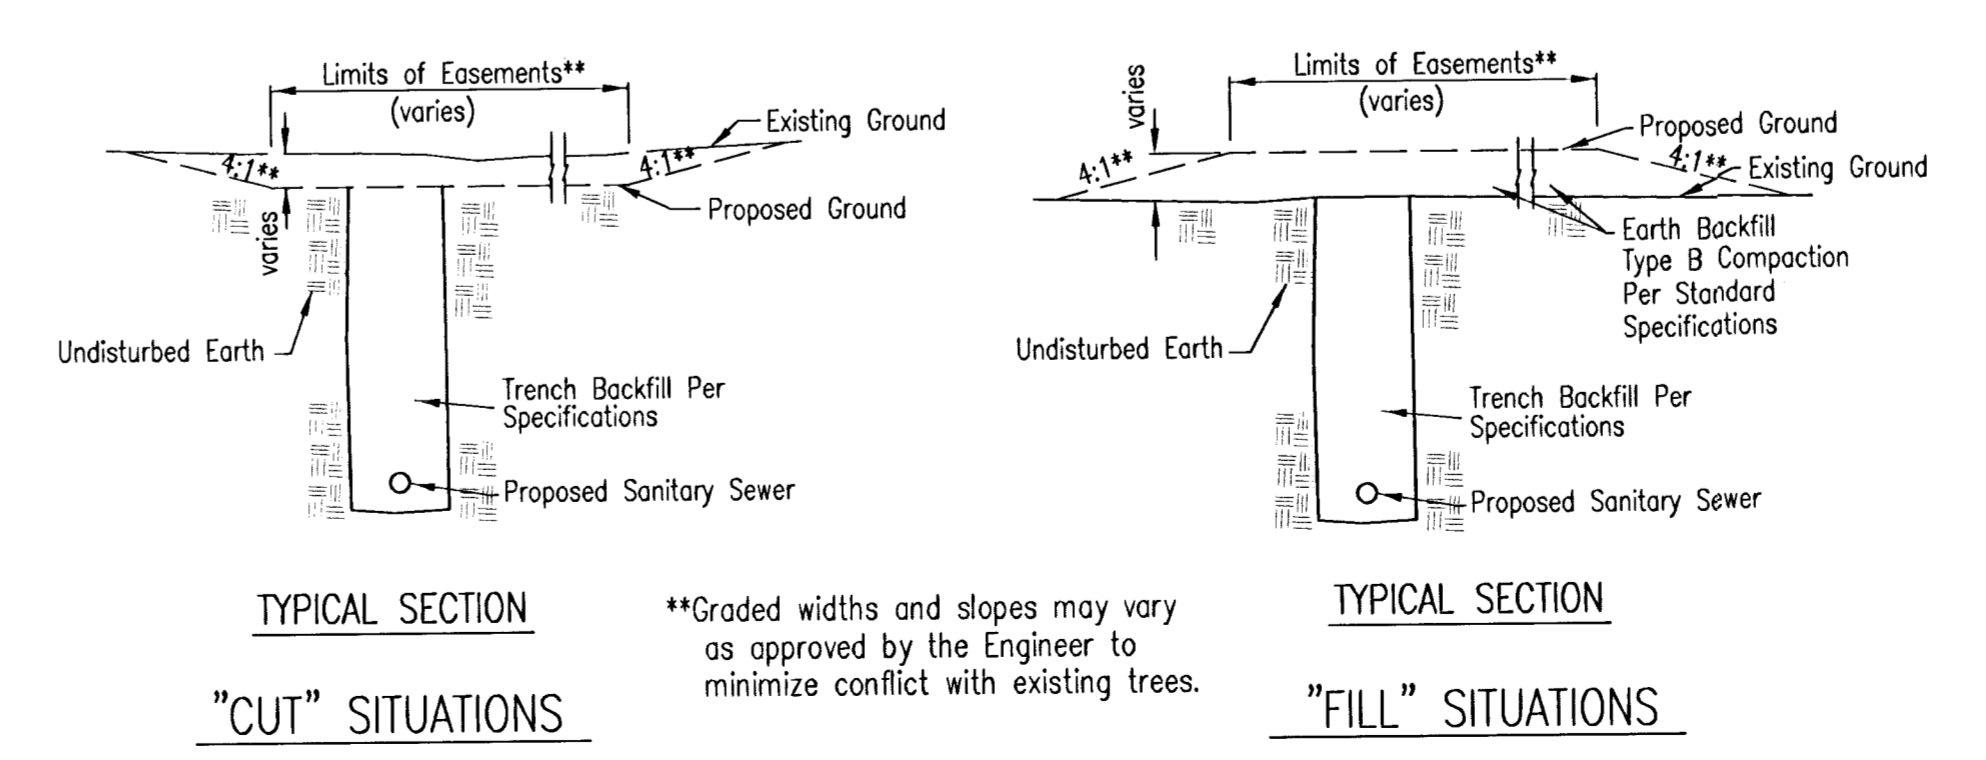 Limits of Easements**
(varies)
Existing Ground
4:1**
4:1**
varies
Proposed Ground
Undisturbed Earth
Trench Backfill Per
Specifications
Proposed Sanitary Sewer
TYPICAL SECTION
"CUT" SITUATIONS
**Graded widths and slopes may vary
as approved by the Engineer to
minimize conflict with existing trees.
Limits of Easements**
(varies)
varies
Proposed Ground
4:1**
4:1**
Existing Ground
Earth Backfill
Type B Compaction
Per Standard
Specifications
Undisturbed Earth
Trench Backfill Per
Specifications
Proposed Sanitary Sewer
TYPICAL SECTION
"FILL" SITUATIONS